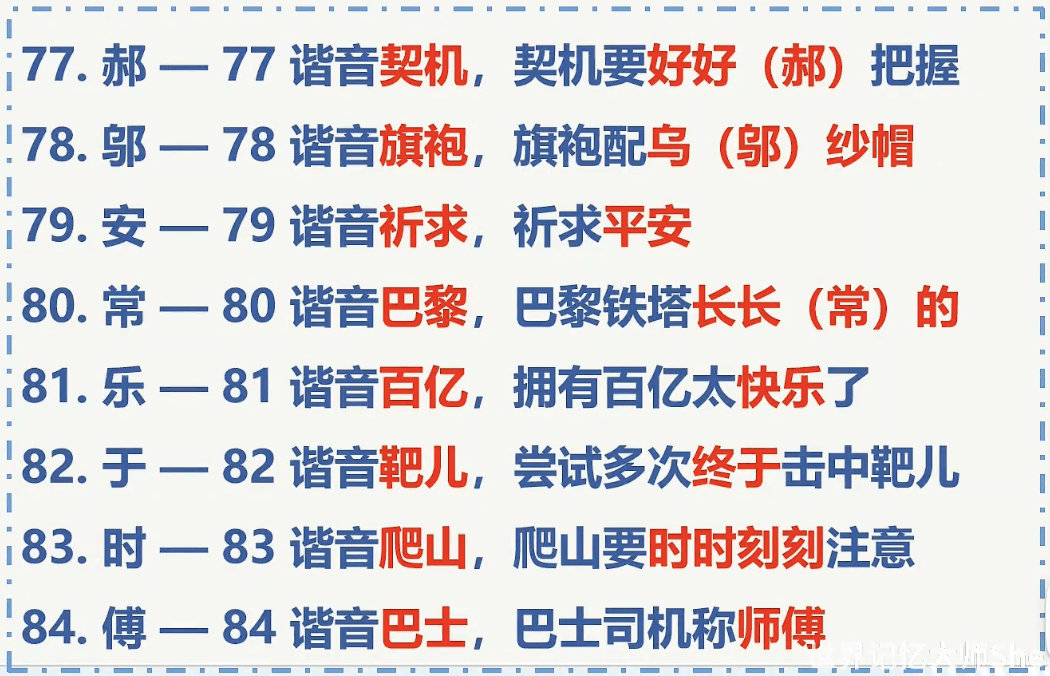 77. 郝 — 77 谐音契机，契机要好好（郝）把握
78. 邬 — 78 谐音旗袍，旗袍配乌（邬）纱帽
79. 安 — 79 谐音祈求，祈求平安
80. 常 — 80 谐音巴黎，巴黎铁塔长长（常）的
81. 乐 — 81 谐音百亿，拥有百亿太快乐了
82. 于 — 82 谐音靶儿，尝试多次终于击中靶儿
83. 时 — 83 谐音爬山，爬山要时时刻刻注意
84. 傅 — 84 谐音巴士，巴士司机称师傅
世界记忆大师She